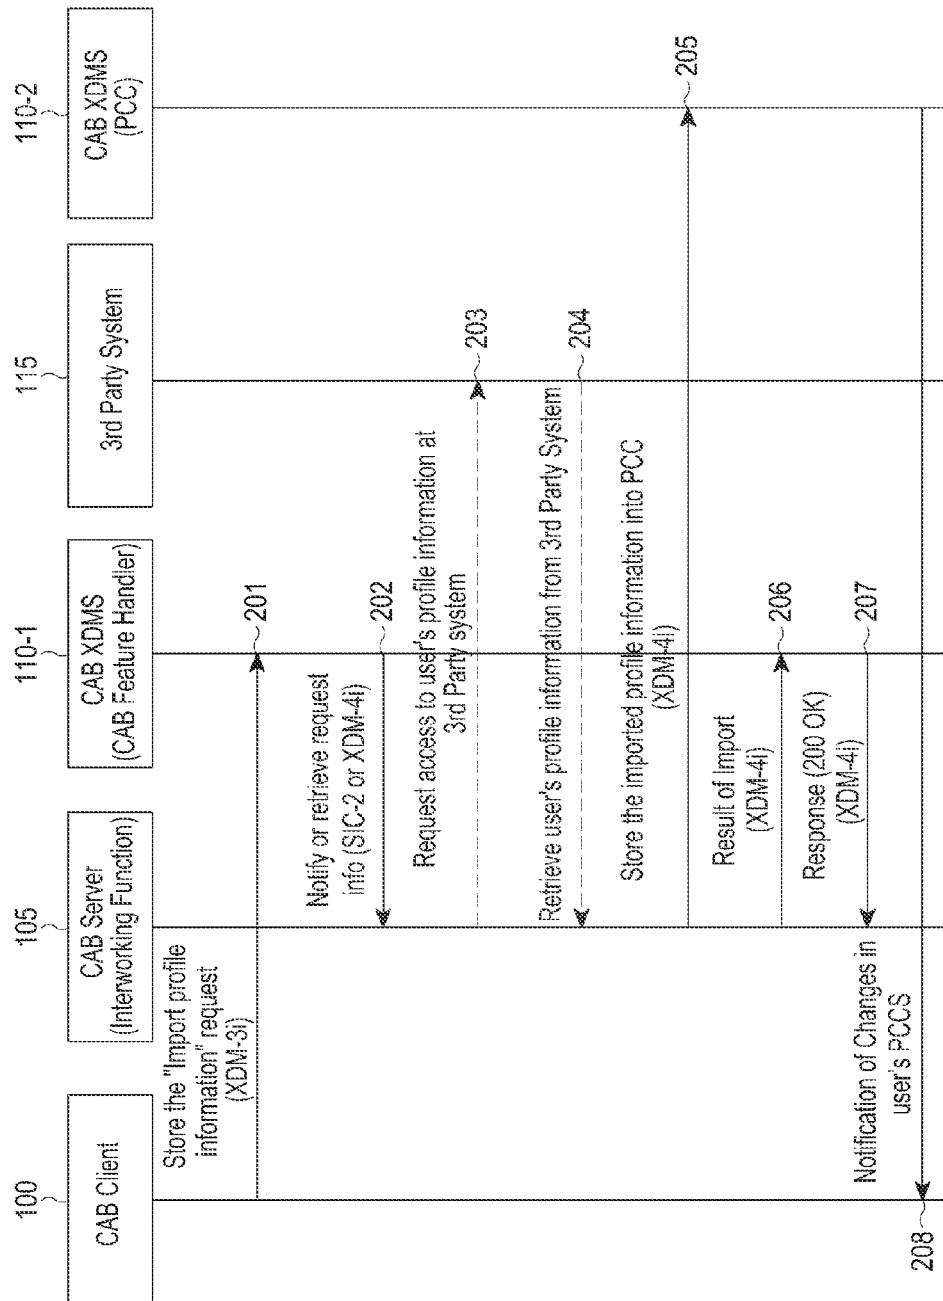 100
CAB Client
105
CAB Server
(Interworking Function)
110-1
CAB XDMS
(CAB Feature Handler)
115
3rd Party System
110-2
CAB XDMS
(PCC)
Store the "Import profile
information" request
(XDM-3i)
201
Notify or retrieve request
info (SIC-2 or XDM-4i)
202
Request access to user's profile information at
3rd Party system
203
Retrieve user's profile information from 3rd Party System
204
Store the imported profile information into PCC
(XDM-4i)
205
Result of Import
(XDM-4i)
206
Response (200 OK)
(XDM-4i)
207
Notification of Changes in
user's PCCS
208